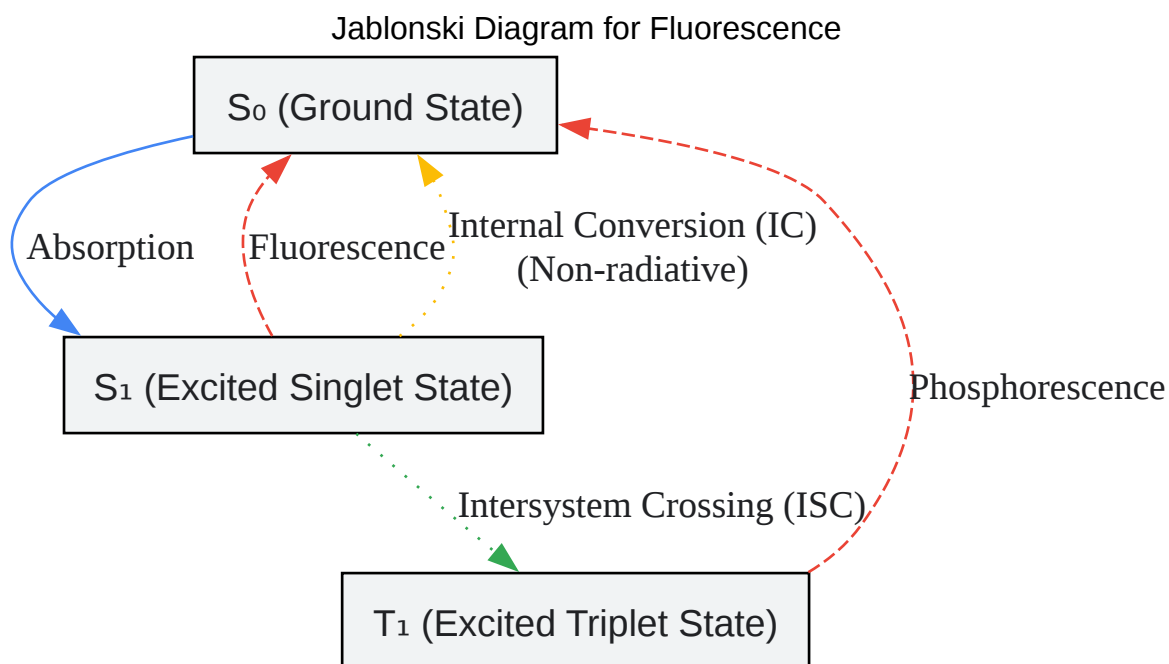 Jablonski Diagram for Fluorescence
S₀ (Ground State)
Absorption
Fluorescence
Internal Conversion (IC)
(Non-radiative)
S₁ (Excited Singlet State)
Phosphorescence
Intersystem Crossing (ISC)
T₁ (Excited Triplet State)